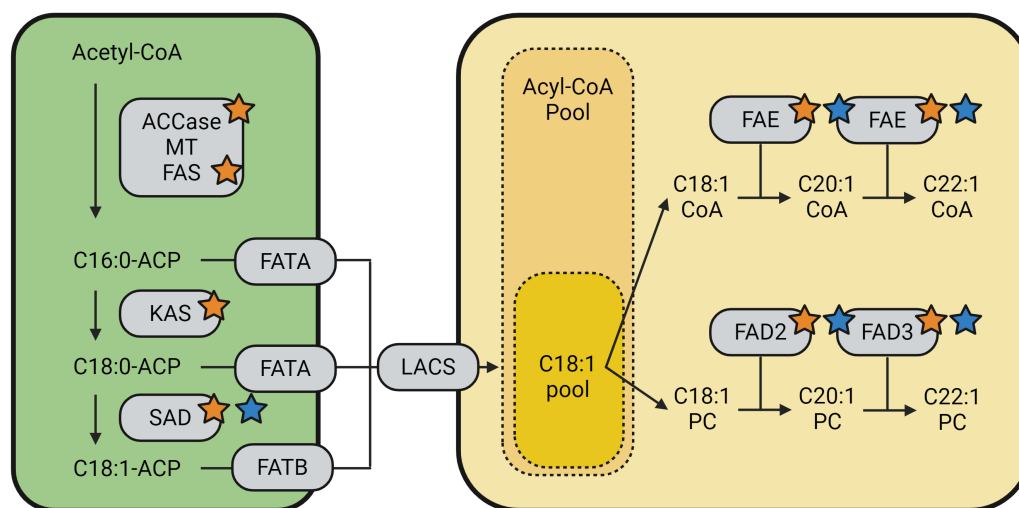 Acetyl-CoA
ACCase
MT
FAS
C16:0-ACP
FATA
KAS
C18:0-ACP
FATA
SAD
C18:1-ACP
FATB
LACS
Acyl-CoA
Pool
C18:1
pool
FAE
FAE
C18:1
CoA
C20:1
CoA
C22:1
CoA
FAD2
FAD3
C18:1
PC
C20:1
PC
C22:1
PC